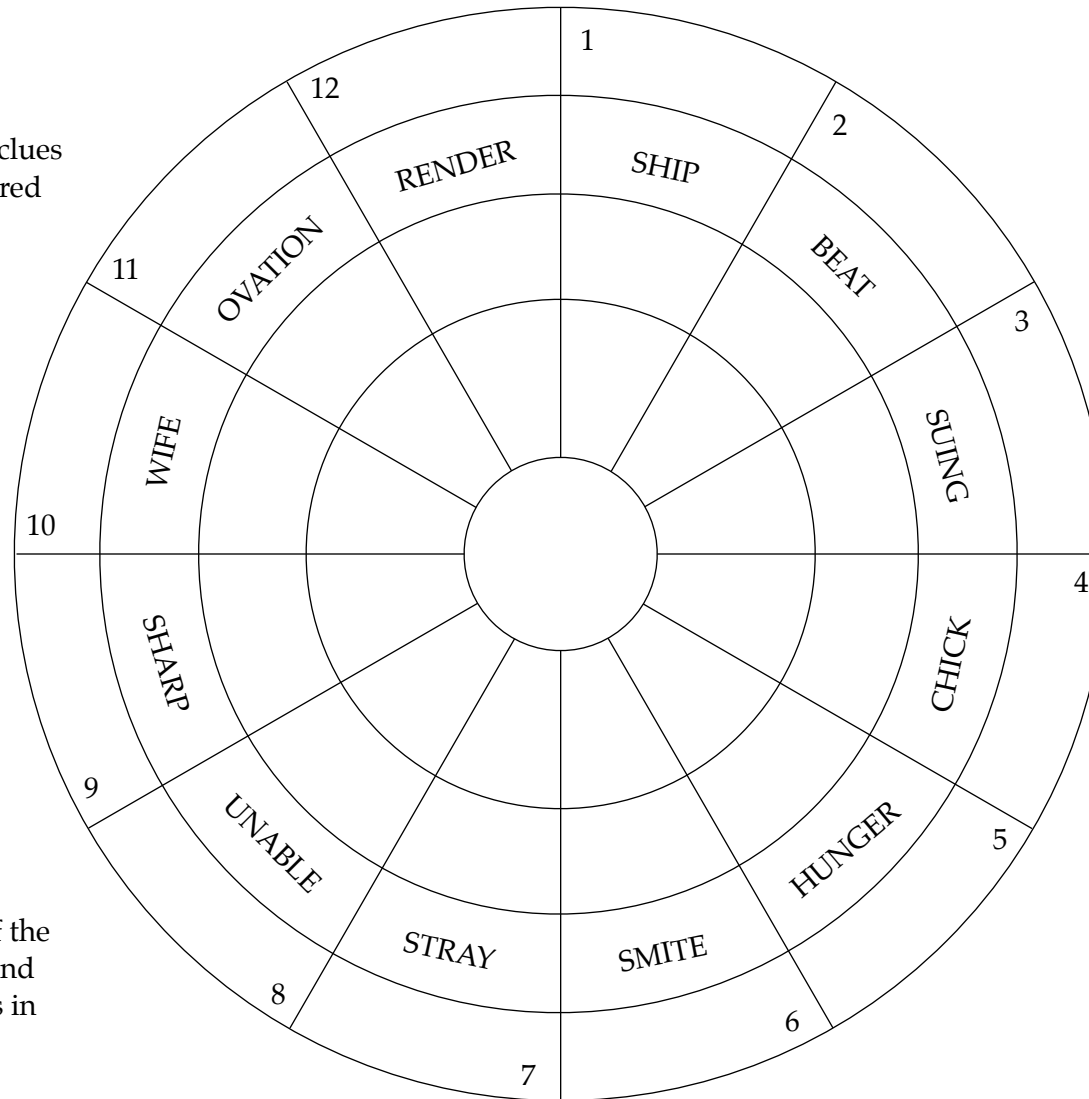 clues
red
f the
nd
s in
1
SHIP
2
BEAT
3
SUING
4
CHICK
5
HUNGER
6
SMITE
7
STRAY
8
UNABLE
9
SHARP
10
WIFE
11
OVATION
12
RENDER